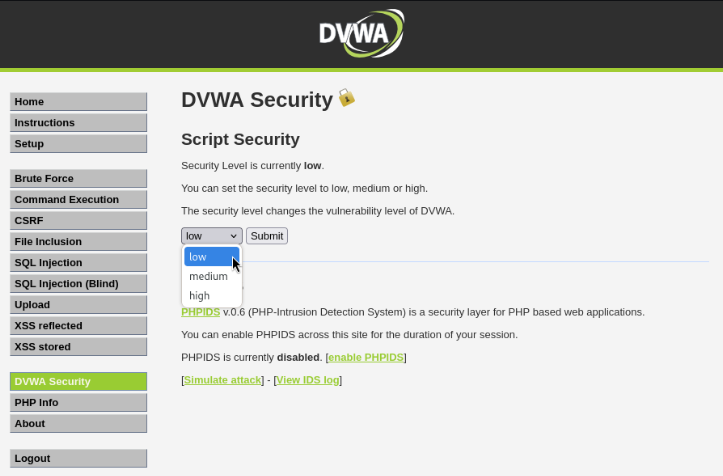 DVWA
Home
Instructions
Setup
Brute Force
Command Execution
CSRF
File Inclusion
SQL Injection
SQL Injection (Blind)
Upload
XSS reflected
XSS stored
DVWA Security
PHP Info
About
Logout
DVWA Security
Script Security
Security Level is currently low.
You can set the security level to low, medium or high.
The security level changes the vulnerability level of DVWA.
low Submit
low
medium
high
PHPIDS v.0.6 (PHP-Intrusion Detection System) is a security layer for PHP based web applications.
You can enable PHPIDS across this site for the duration of your session.
PHPIDS is currently disabled. [enable PHPIDS]
[Simulate attack] - [View IDS log]